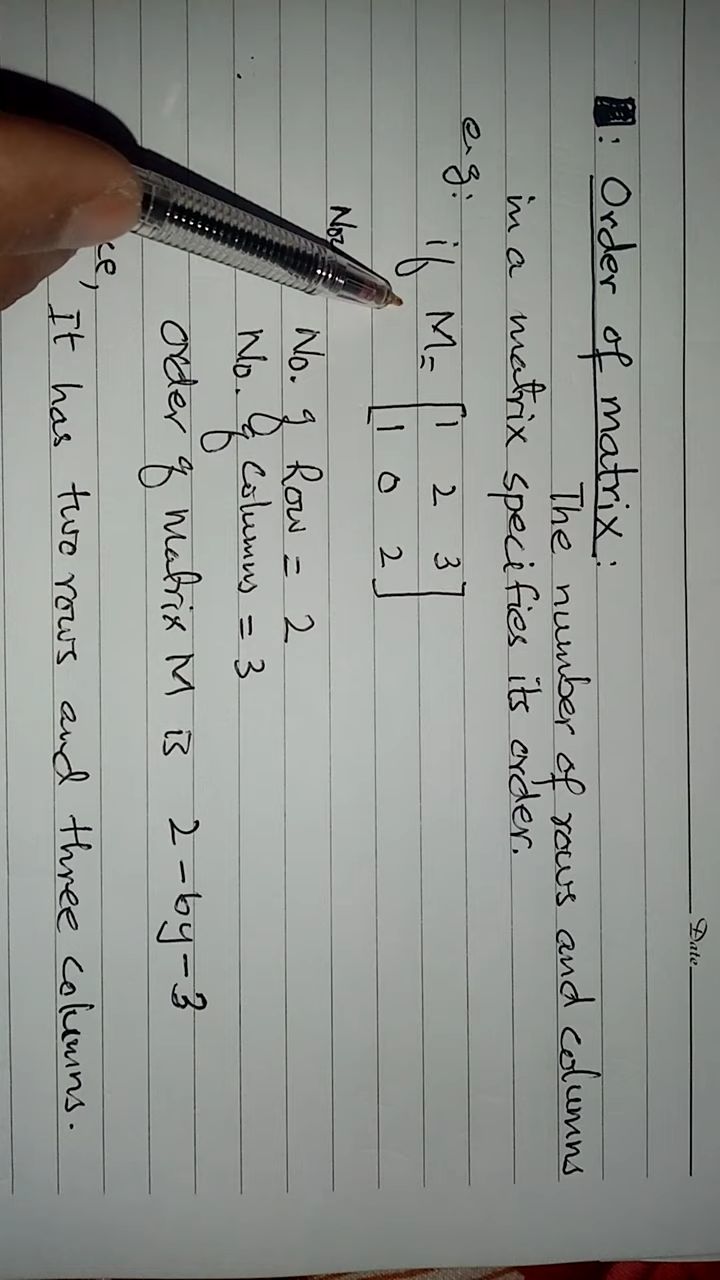 Date
: Order of matrix:
The number of rows and columns
in a matrix specifies its order.
e.g: if M = [1 2 3
1 0 2]
No. of Row = 2
No. of columns = 3
Order of Matrix M is 2-by-3
It has two rows and three columns.